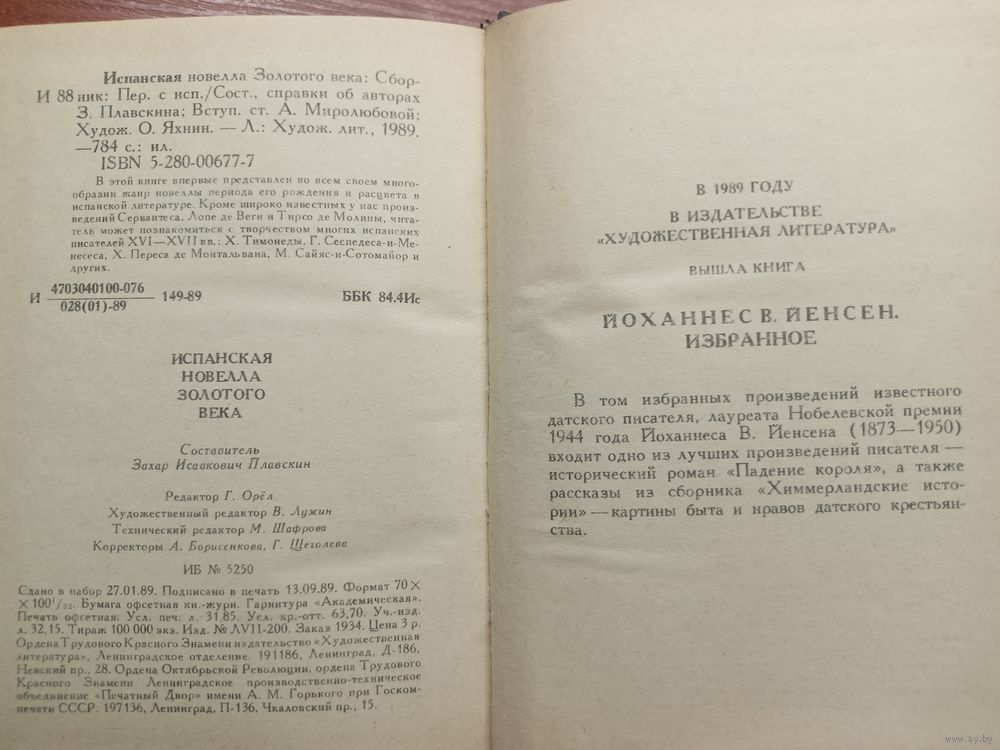 Испанская новелла Золотого века: Сбор-
И 88 ник: Пер. с исп./Сост., справки об авторах
З. Плавскина; Вступ. ст. А. Миролюбовой;
Худож. О. Яхнин. — Л.: Худож. лит., 1989.
—784 с.: ил.
ISBN 5-280-00677-7
В этой книге впервые представлен во всем своем много-
образии жанр новеллы периода его рождения и расцвета в
испанской литературе. Кроме широко известных у нас произ-
ведений Сервантеса, Лопе де Веги и Тирсо де Молины, чита-
тель может познакомиться с творчеством многих испанских
писателей XVI—XVII вв.: Х. Тимонеды, Г. Сеспедеса-и-Ме-
несеса, Х. Переса де Монтальвана, М. Сайяс-и-Сотомайор и
других.
И 4703040100-076 149-89 ББК 84.4Ис
028(01)-89
ИСПАНСКАЯ
НОВЕЛЛА
ЗОЛОТОГО
ВЕКА
Составитель
Захар Исаакович Плавскин
Редактор Г. Орёл
Художественный редактор В. Лужин
Технический редактор М. Шафрова
Корректоры А. Борисенкова, Г. Щеголева
ИБ № 5250
Сдано в набор 27.01.89. Подписано в печать 13.09.89. Формат 70×
×100¹/₃₂. Бумага офсетная кн.-журн. Гарнитура «Академическая».
Печать офсетная. Усл. печ. л. 31,85. Усл. кр.-отт. 63,70. Уч.-изд.
л. 32,15. Тираж 100 000 экз. Изд. № ЛVII-200. Заказ 1934. Цена 3 р.
Ордена Трудового Красного Знамени издательство «Художественная
литература», Ленинградское отделение. 191186, Ленинград, Д-186,
Невский пр., 28. Ордена Октябрьской Революции, ордена Трудового
Красного Знамени Ленинградское производственно-техническое
объединение «Печатный Двор» имени А. М. Горького при Госком-
печати СССР. 197136, Ленинград, П-136, Чкаловский пр., 15.
В 1989 ГОДУ
В ИЗДАТЕЛЬСТВЕ
«ХУДОЖЕСТВЕННАЯ ЛИТЕРАТУРА»
ВЫШЛА КНИГА
ЙОХАННЕС В. ЙЕНСЕН.
ИЗБРАННОЕ
В том избранных произведений известного
датского писателя, лауреата Нобелевской премии
1944 года Йоханнеса В. Йенсена (1873—1950)
входит одно из лучших произведений писателя —
исторический роман «Падение короля», а также
рассказы из сборника «Химмерландские исто-
рии» — картины быта и нравов датского крестьян-
ства.
www.ay.by